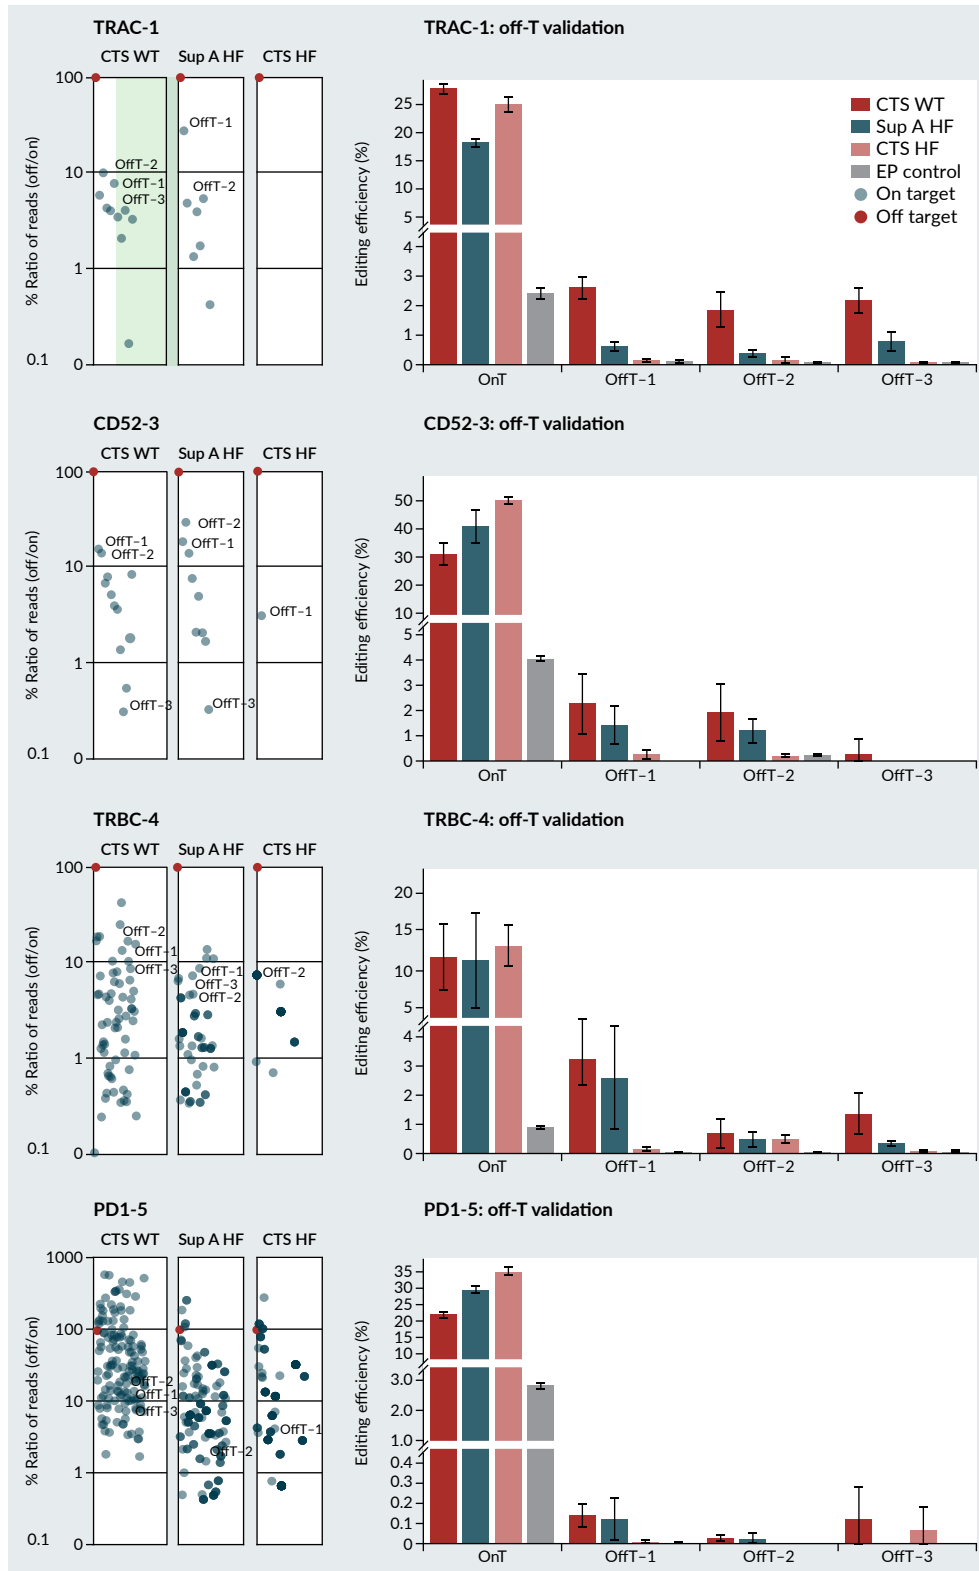 TRAC-1
CTS WT Sup A HF CTS HF
% Ratio of reads (off/on)
100
10
1
0.1
0
OffT-2
OffT-1
OffT-3
OffT-1
OffT-2
TRAC-1: off-T validation
Editing efficiency (%)
25
20
15
10
5
4
3
2
1
0
OnT OffT-1 OffT-2 OffT-3
CTS WT
Sup A HF
CTS HF
EP control
On target
Off target
CD52-3
CTS WT Sup A HF CTS HF
% Ratio of reads (off/on)
100
10
1
0.1
0
OffT-1
OffT-2
OffT-3
OffT-2
OffT-1
OffT-3
OffT-1
CD52-3: off-T validation
Editing efficiency (%)
50
40
30
20
10
5
4
3
2
1
0
OnT OffT-1 OffT-2 OffT-3
TRBC-4
CTS WT Sup A HF CTS HF
% Ratio of reads (off/on)
100
10
1
0.1
0
OffT-2
OffT-1
OffT-3
OffT-1
OffT-3
OffT-2
OffT-2
TRBC-4: off-T validation
Editing efficiency (%)
20
15
10
5
4
3
2
1
0
OnT OffT-1 OffT-2 OffT-3
PD1-5
CTS WT Sup A HF CTS HF
% Ratio of reads (off/on)
1000
100
10
1
0.1
0
OffT-2
OffT-1
OffT-3
OffT-2
OffT-1
PD1-5: off-T validation
Editing efficiency (%)
35
30
25
20
15
10
3.0
2.0
1.0
0.4
0.3
0.2
0.1
0
OnT OffT-1 OffT-2 OffT-3